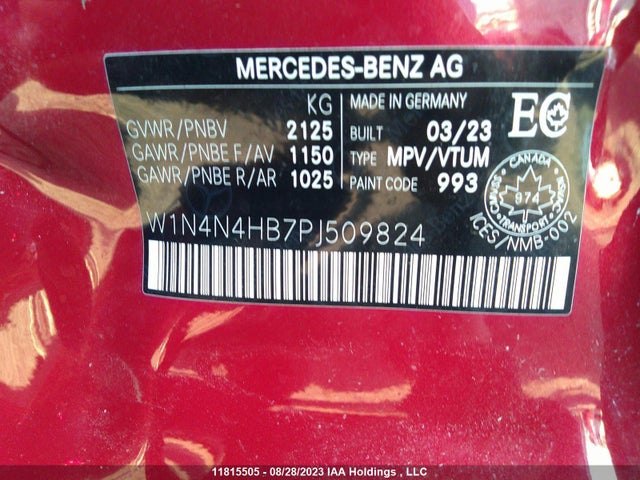 MERCEDES-BENZ AG
KG
GVWR/PNBV 2125
GAWR/PNBE F/AV 1150
GAWR/PNBE R/AR 1025
MADE IN GERMANY
BUILT 03/23
TYPE MPV/VTUM
PAINT CODE 993
EC
CANADA
974
TRANSPORT
ICES/NMB-002
W1N4N4HB7PJ509824
11815505 - 08/28/2023 IAA Holdings , LLC